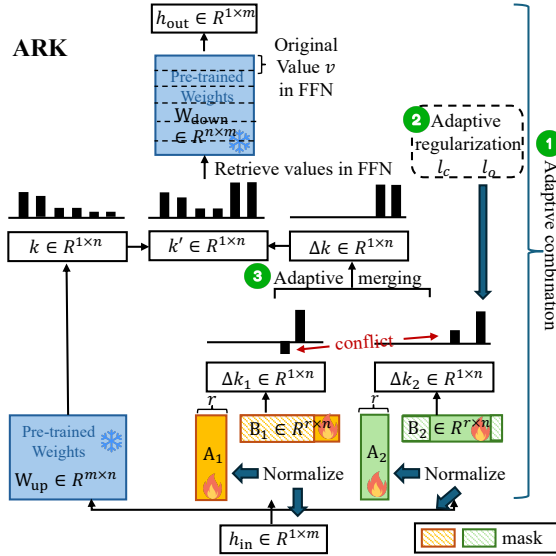 h_out ∈ R^{1×m}
ARK
Original
Value v
in FFN
Pre-trained
Weights
W_down
∈ R^{n×m}
2
Adaptive
regularization
l_c l_o
1
Adaptive combination
Retrieve values in FFN
k ∈ R^{1×n}
k′ ∈ R^{1×n}
Δk ∈ R^{1×n}
3
Adaptive merging
conflict
Δk_1 ∈ R^{1×n}
Δk_2 ∈ R^{1×n}
r
r
Pre-trained
Weights
W_up ∈ R^{m×n}
A_1
B_1 ∈ R^{r×n}
A_2
B_2 ∈ R^{r×n}
Normalize
Normalize
h_in ∈ R^{1×m}
mask